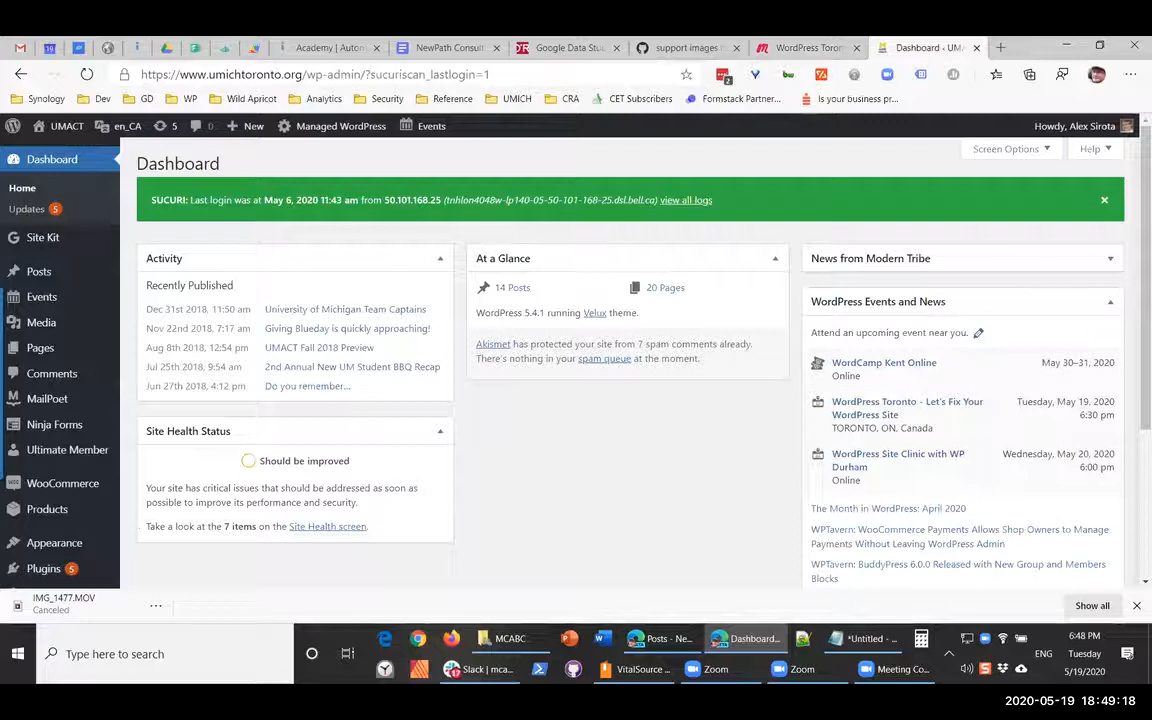 Academy | Auton
NewPath Consult
Google Data Stu
support images
WordPress Toron
Dashboard ‹ UMA
https://www.umichtoronto.org/wp-admin/?sucuriscan_lastlogin=1
Synology
Dev
GD
WP
Wild Apricot
Analytics
Security
Reference
UMICH
CRA
CET Subscribers
Formstack Partner...
Is your business pr...
UMACT
en_CA
5
0
New
Managed WordPress
Events
Howdy, Alex Sirota
Dashboard
Home
Updates 5
Site Kit
Posts
Events
Media
Pages
Comments
MailPoet
Ninja Forms
Ultimate Member
WooCommerce
Products
Appearance
Plugins 5
Dashboard
Screen Options
Help
SUCURI: Last login was at May 6, 2020 11:43 am from 50.101.168.25 (tnhlon4048w-lp140-05-50-101-168-25.dsl.bell.ca) view all logs
Activity
Recently Published
Dec 31st 2018, 11:50 am University of Michigan Team Captains
Nov 22nd 2018, 7:17 am Giving Blueday is quickly approaching!
Aug 8th 2018, 12:54 pm UMACT Fall 2018 Preview
Jul 25th 2018, 9:54 am 2nd Annual New UM Student BBQ Recap
Jun 27th 2018, 4:12 pm Do you remember...
Site Health Status
Should be improved
Your site has critical issues that should be addressed as soon as
possible to improve its performance and security.
Take a look at the 7 items on the Site Health screen.
At a Glance
14 Posts
20 Pages
WordPress 5.4.1 running Velux theme.
Akismet has protected your site from 7 spam comments already.
There's nothing in your spam queue at the moment.
News from Modern Tribe
WordPress Events and News
Attend an upcoming event near you.
WordCamp Kent Online May 30–31, 2020
Online
WordPress Toronto - Let's Fix Your Tuesday, May 19, 2020
WordPress Site 6:30 pm
TORONTO, ON, Canada
WordPress Site Clinic with WP Wednesday, May 20, 2020
Durham 6:00 pm
Online
The Month in WordPress: April 2020
WPTavern: WooCommerce Payments Allows Shop Owners to Manage
Payments Without Leaving WordPress Admin
WPTavern: BuddyPress 6.0.0 Released with New Group and Members
Blocks
IMG_1477.MOV
Canceled
Show all
Type here to search
MCABC
Posts - Ne...
Dashboard...
*Untitled - ...
Slack | mca...
VitalSource ...
Zoom
Zoom
Meeting Co...
ENG
6:48 PM
Tuesday
5/19/2020
2020-05-19 18:49:18